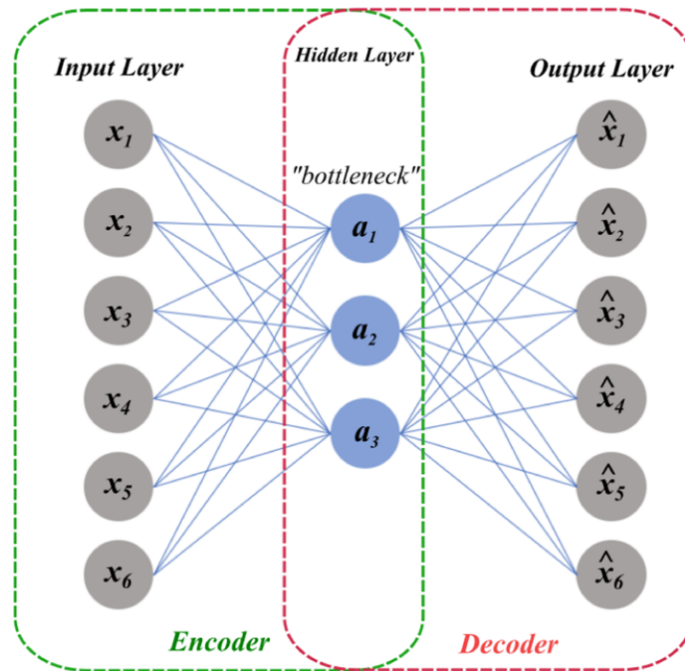 Hidden Layer
Input Layer
Output Layer
x1
x̂1
"bottleneck"
x2
a1
x̂2
x3
a2
x̂3
x4
a3
x̂4
x5
x̂5
x6
x̂6
Encoder
Decoder